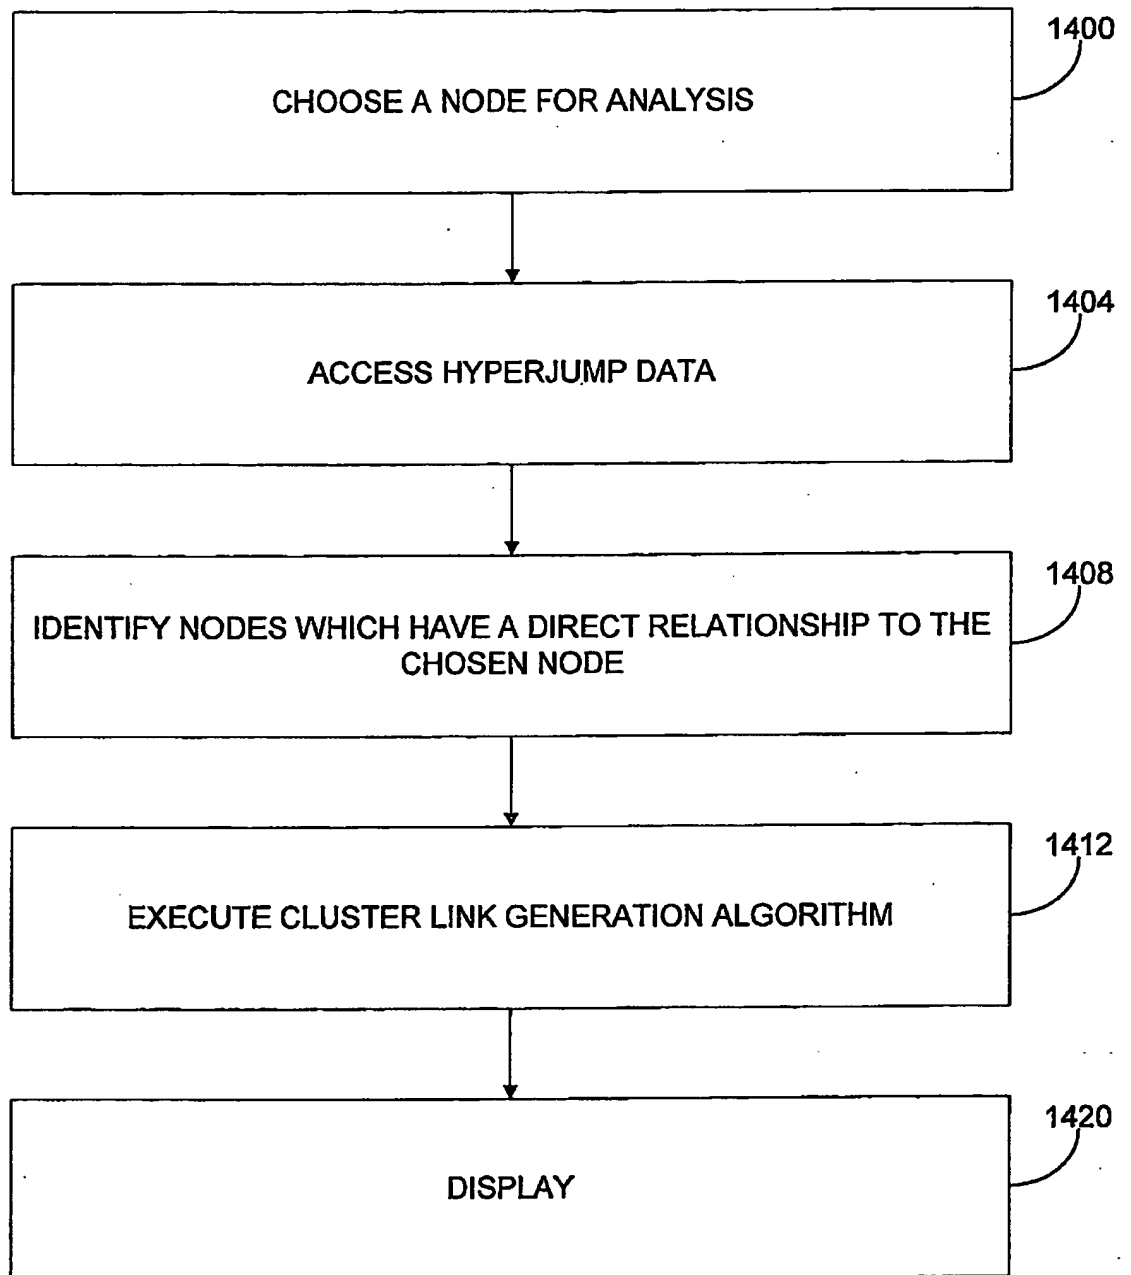 1400
CHOOSE A NODE FOR ANALYSIS
1404
ACCESS HYPERJUMP DATA
1408
IDENTIFY NODES WHICH HAVE A DIRECT RELATIONSHIP TO THE
CHOSEN NODE
1412
EXECUTE CLUSTER LINK GENERATION ALGORITHM
1420
DISPLAY